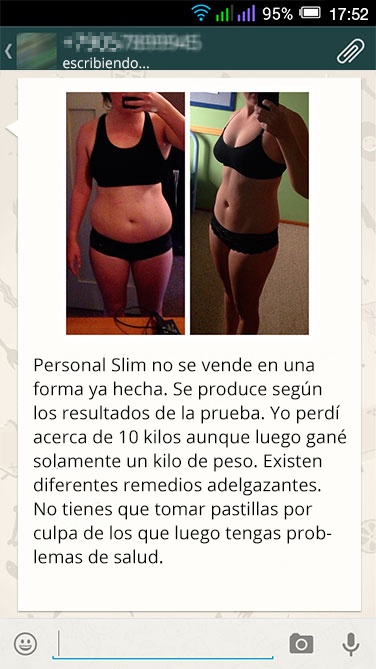 95% 17:52
escribiendo...
Personal Slim no se vende en una
forma ya hecha. Se produce según
los resultados de la prueba. Yo perdí
acerca de 10 kilos aunque luego gané
solamente un kilo de peso. Existen
diferentes remedios adelgazantes.
No tienes que tomar pastillas por
culpa de los que luego tengas prob-
lemas de salud.